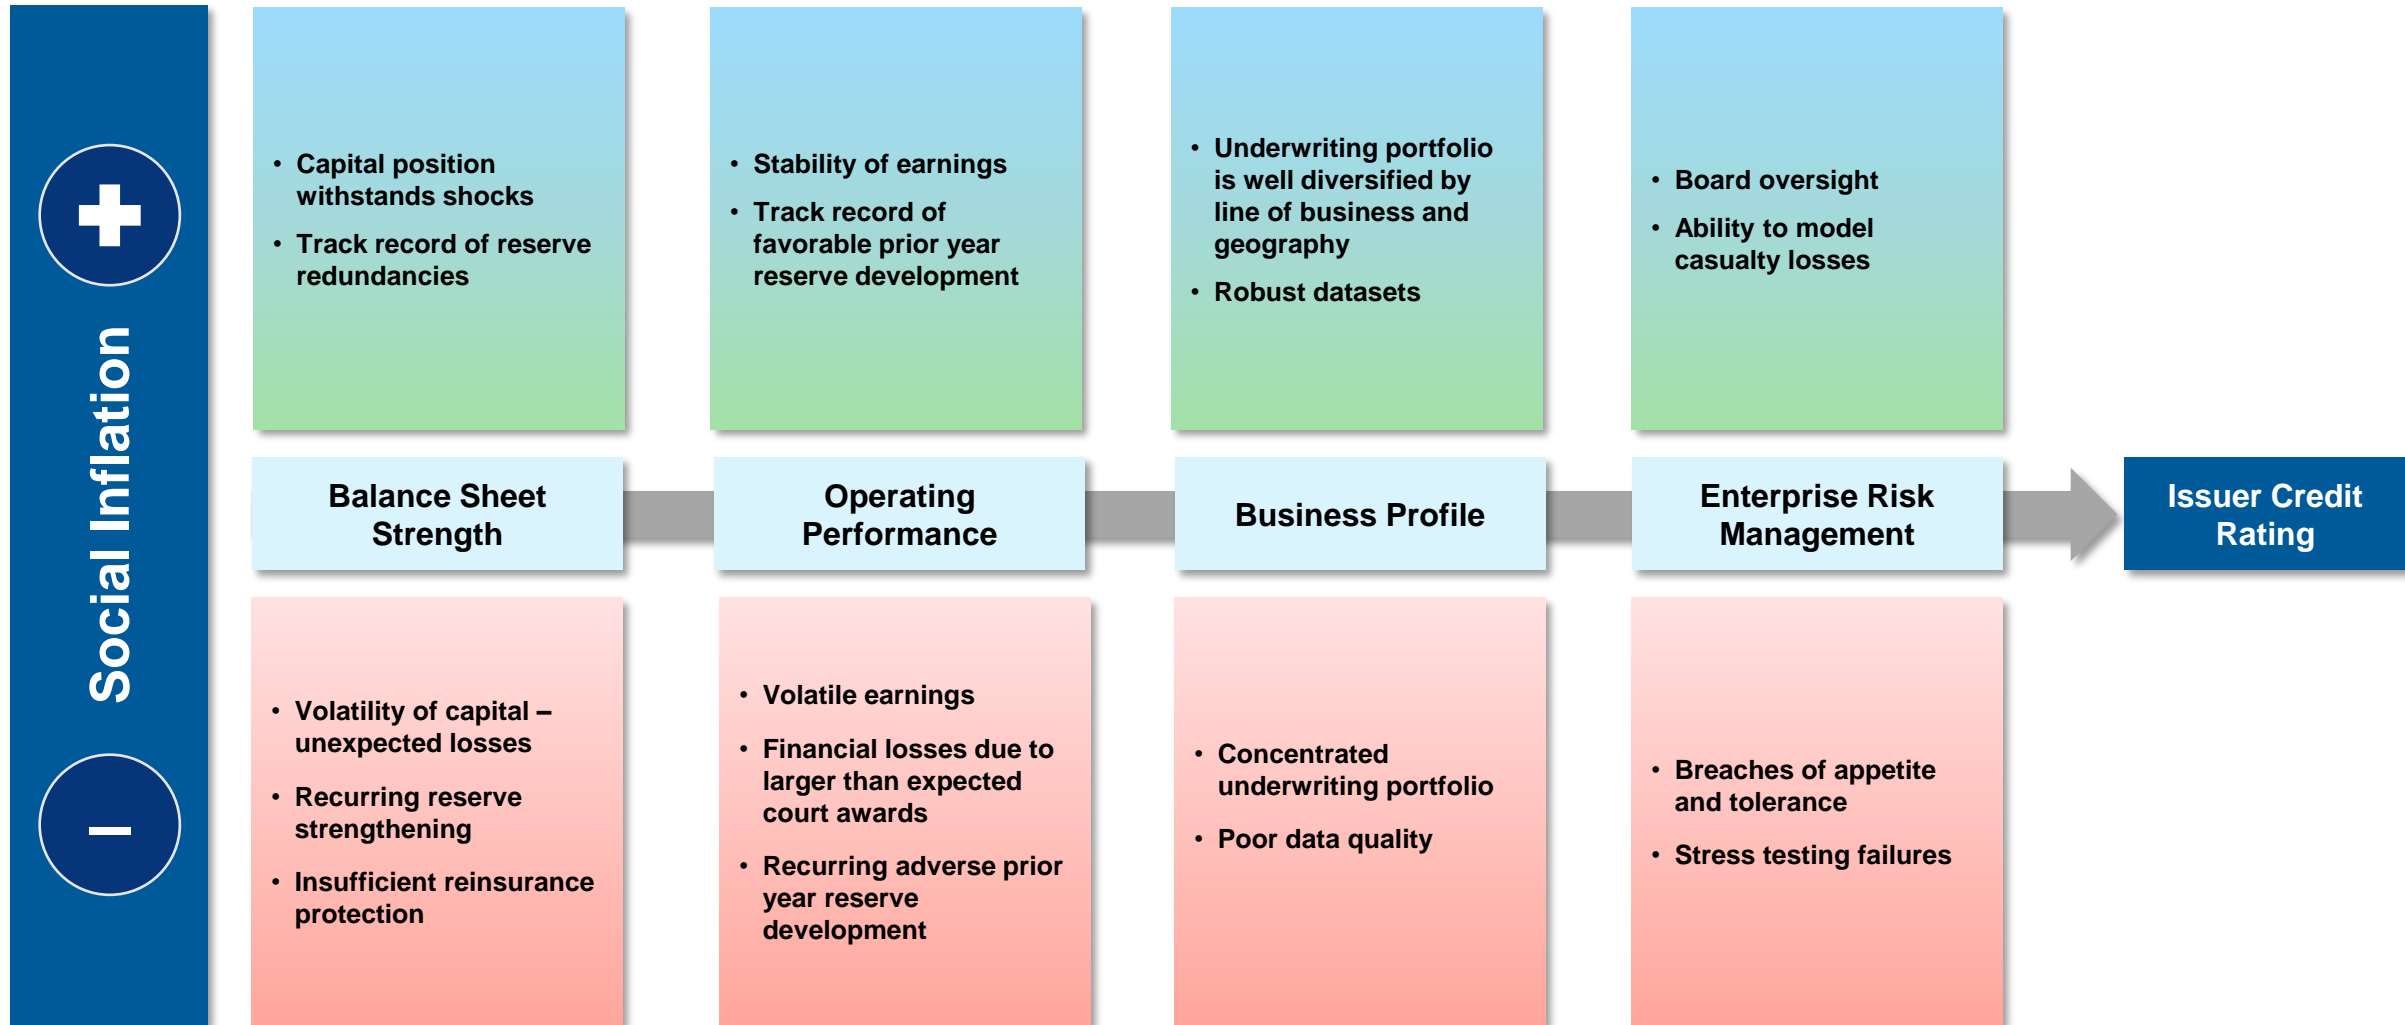 Social Inflation
• Capital position
withstands shocks
• Track record of reserve
redundancies
• Stability of earnings
• Track record of
favorable prior year
reserve development
• Underwriting portfolio
is well diversified by
line of business and
geography
• Robust datasets
• Board oversight
• Ability to model
casualty losses
Balance Sheet
Strength
Operating
Performance
Business Profile
Enterprise Risk
Management
Issuer Credit
Rating
• Volatility of capital –
unexpected losses
• Recurring reserve
strengthening
• Insufficient reinsurance
protection
• Volatile earnings
• Financial losses due to
larger than expected
court awards
• Recurring adverse prior
year reserve
development
• Concentrated
underwriting portfolio
• Poor data quality
• Breaches of appetite
and tolerance
• Stress testing failures